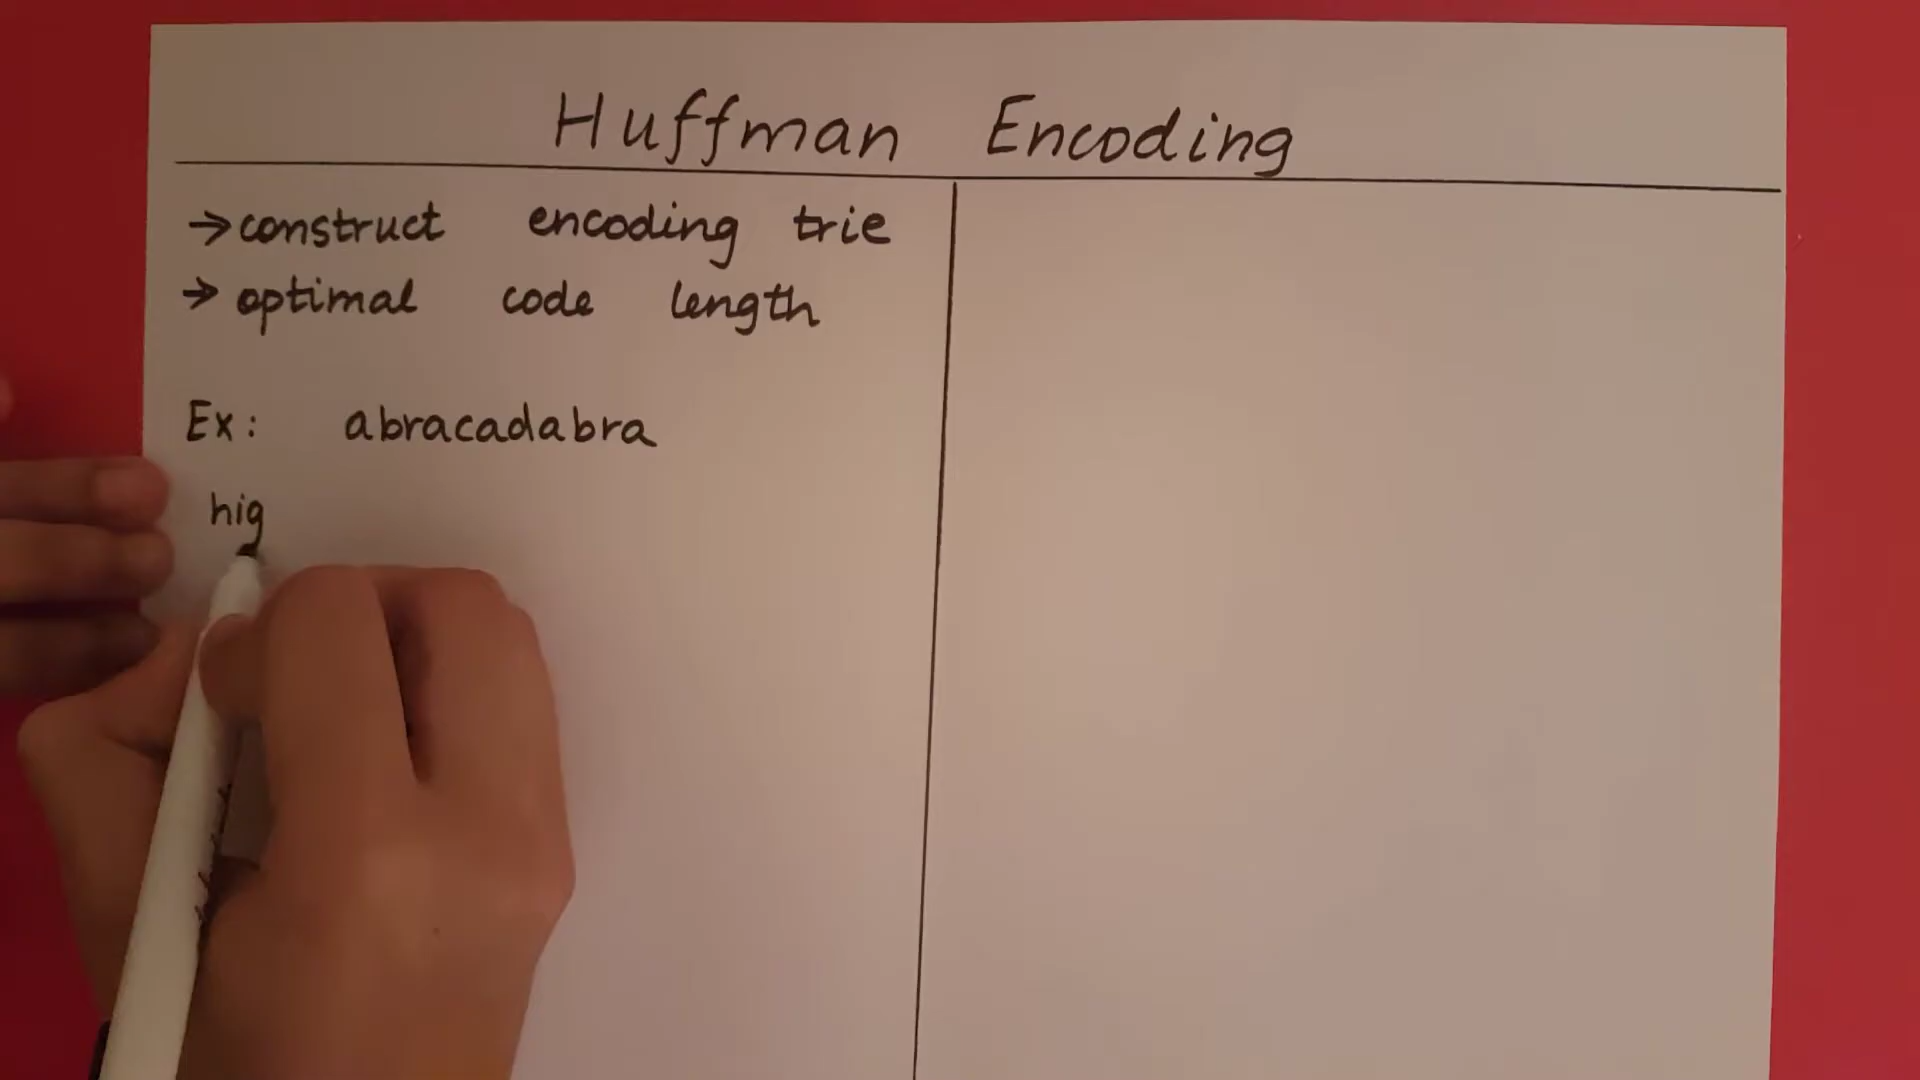 Huffman Encoding
→ construct encoding trie
→ optimal code length
Ex: abracadabra
hig